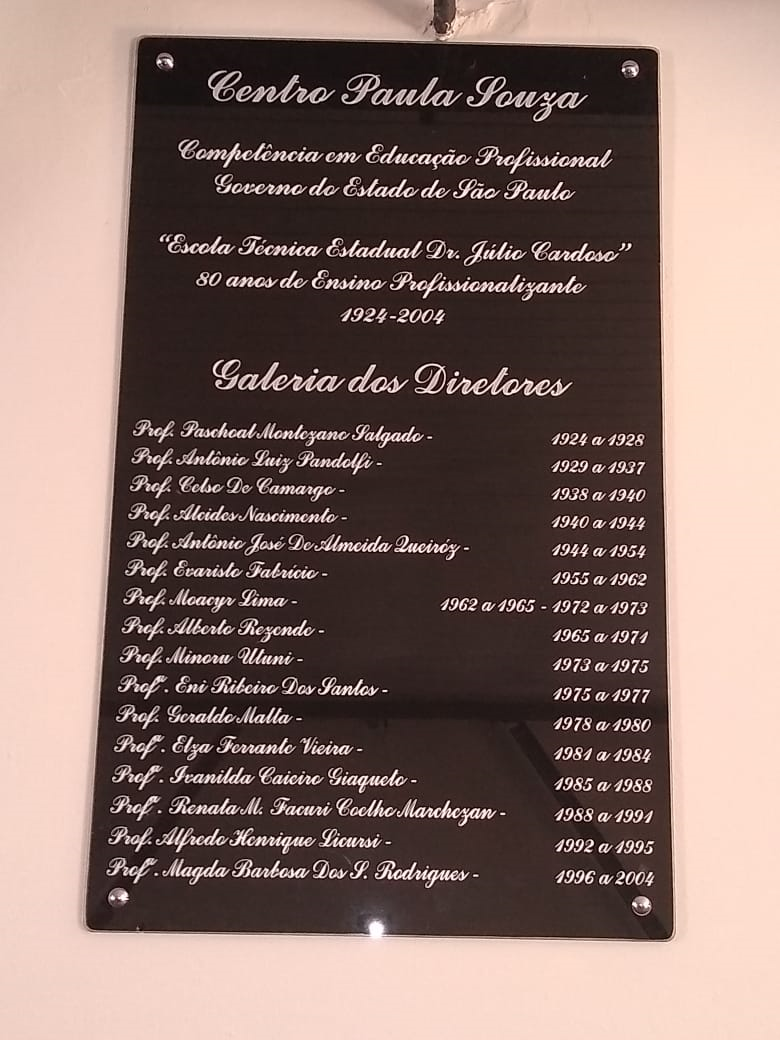 Centro Paula Souza
Competência em Educação Profissional
Governo do Estado de São Paulo
“Escola Técnica Estadual Dr. Júlio Cardoso”
80 anos de Ensino Profissionalizante
1924-2004
Galeria dos Diretores
Prof. Paschoal Montezano Salgado - 1924 a 1928
Prof. Antônio Luiz Pandolfi - 1929 a 1937
Prof. Celso De Camargo - 1938 a 1940
Prof. Alcides Nascimento - 1940 a 1944
Prof. Antônio José De Almeida Queiróz - 1944 a 1954
Prof. Evaristo Fabrício - 1955 a 1962
Prof. Moacyr Lima - 1962 a 1965 - 1972 a 1973
Prof. Alberto Rezende - 1965 a 1971
Prof. Minoru Utuni - 1973 a 1975
Profª. Eni Ribeiro Dos Santos - 1975 a 1977
Prof. Geraldo Malta - 1978 a 1980
Profª. Elza Ferrante Vieira - 1981 a 1984
Profª. Ivanilda Caieiro Giaqueto - 1985 a 1988
Profª. Renata M. Facuri Coelho Marchezan - 1988 a 1991
Prof. Alfredo Henrique Licursi - 1992 a 1995
Profª. Magda Barbosa Dos S. Rodrigues - 1996 a 2004